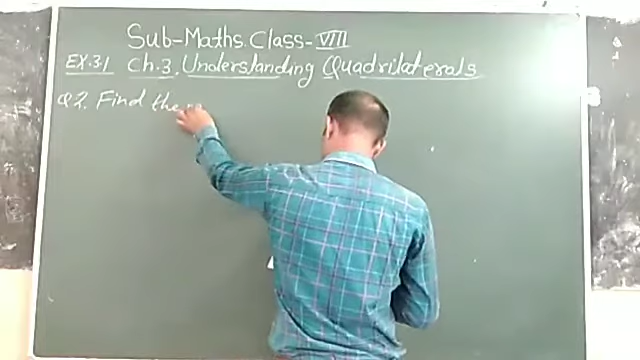 Sub-Maths Class-VIII
EX.3.1 Ch.3. Understanding Quadrilaterals
Q2. Find the